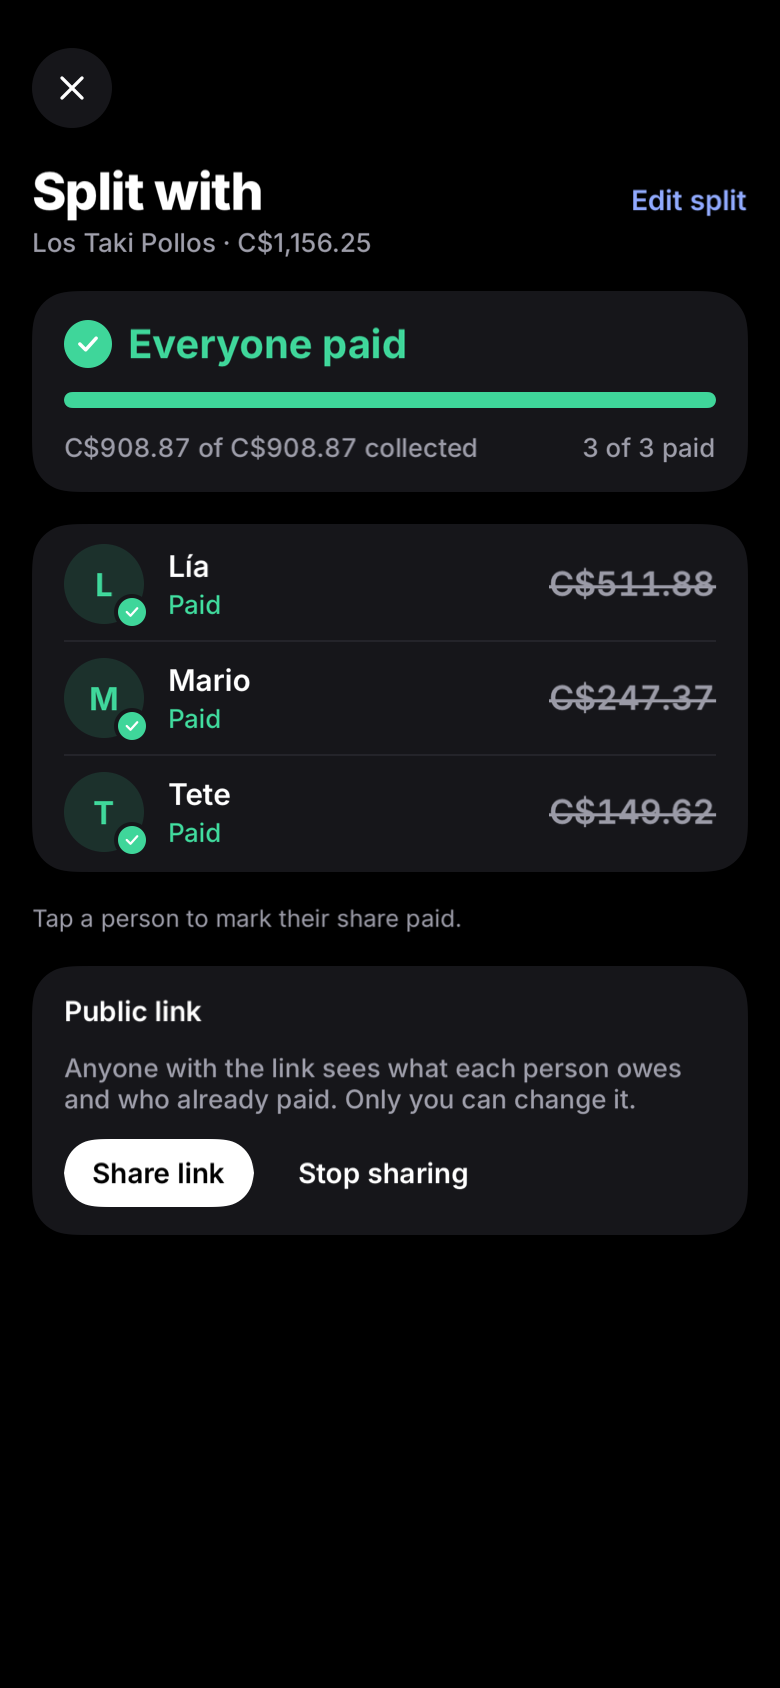 Split with
Edit split
Los Taki Pollos · C$1,156.25
Everyone paid
C$908.87 of C$908.87 collected
3 of 3 paid
L
Lía
Paid
C$511.88
M
Mario
Paid
C$247.37
T
Tete
Paid
C$149.62
Tap a person to mark their share paid.
Public link
Anyone with the link sees what each person owes
and who already paid. Only you can change it.
Share link
Stop sharing